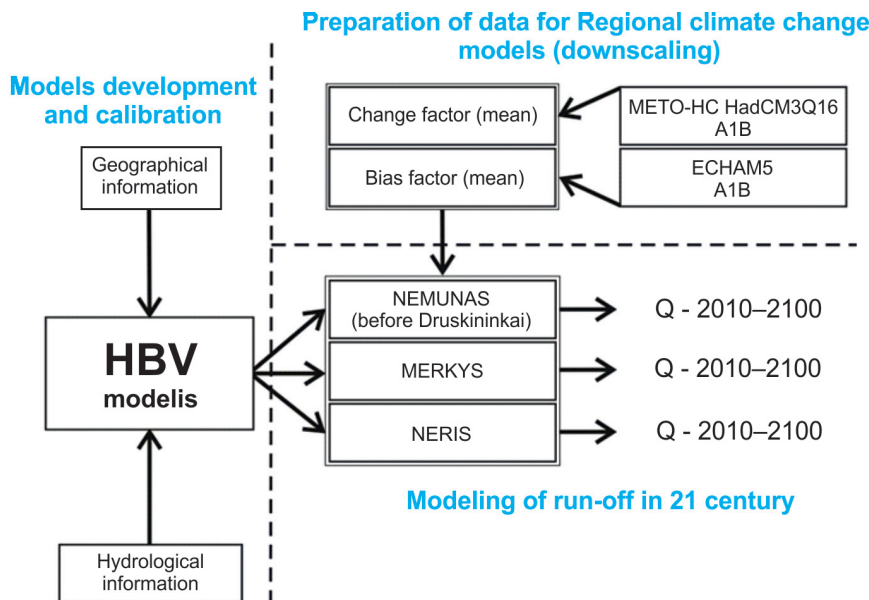 Preparation of data for Regional climate change
models (downscaling)
Models development
and calibration
Geographical
information
Change factor (mean)
Bias factor (mean)
METO-HC HadCM3Q16
A1B
ECHAM5
A1B
HBV
modelis
NEMUNAS
(before Druskininkai)
MERKYS
NERIS
Q - 2010–2100
Q - 2010–2100
Q - 2010–2100
Modeling of run-off in 21 century
Hydrological
information